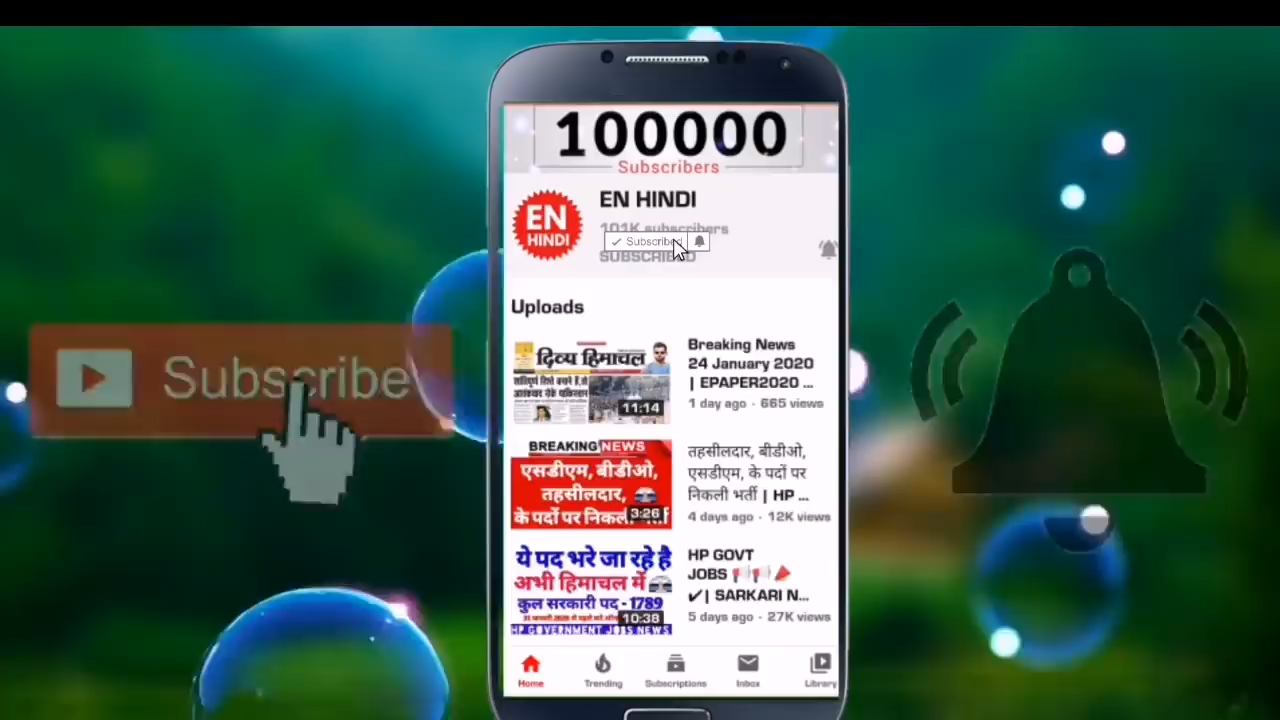 100000
Subscribers
EN HINDI
EN
HINDI
101K subscribers
Subscribed
SUBSCRIBED
Subscribe
Uploads
दिव्य हिमाचल
11:14
Breaking News
24 January 2020
| EPAPER2020 ...
1 day ago · 665 views
BREAKING NEWS
एसडीएम, बीडीओ,
तहसीलदार,
के पदों पर निकली भर्ती
3:26
तहसीलदार, बीडीओ,
एसडीएम, के पदों पर
निकली भर्ती | HP ...
4 days ago · 12K views
ये पद भरे जा रहे है
अभी हिमाचल में
कुल सरकारी पद - 1789
10:38
HP GOVERNMENT JOBS NEWS
HP GOVT
JOBS 📢📢📣
✔| SARKARI N...
5 days ago · 27K views
Home
Trending
Subscriptions
Inbox
Library